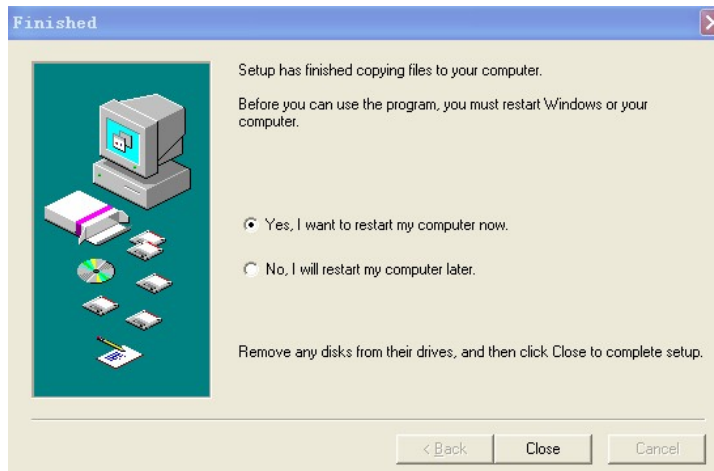 Finished
Setup has finished copying files to your computer.
Before you can use the program, you must restart Windows or your
computer.
Yes, I want to restart my computer now.
No, I will restart my computer later.
Remove any disks from their drives, and then click Close to complete setup.
< Back
Close
Cancel